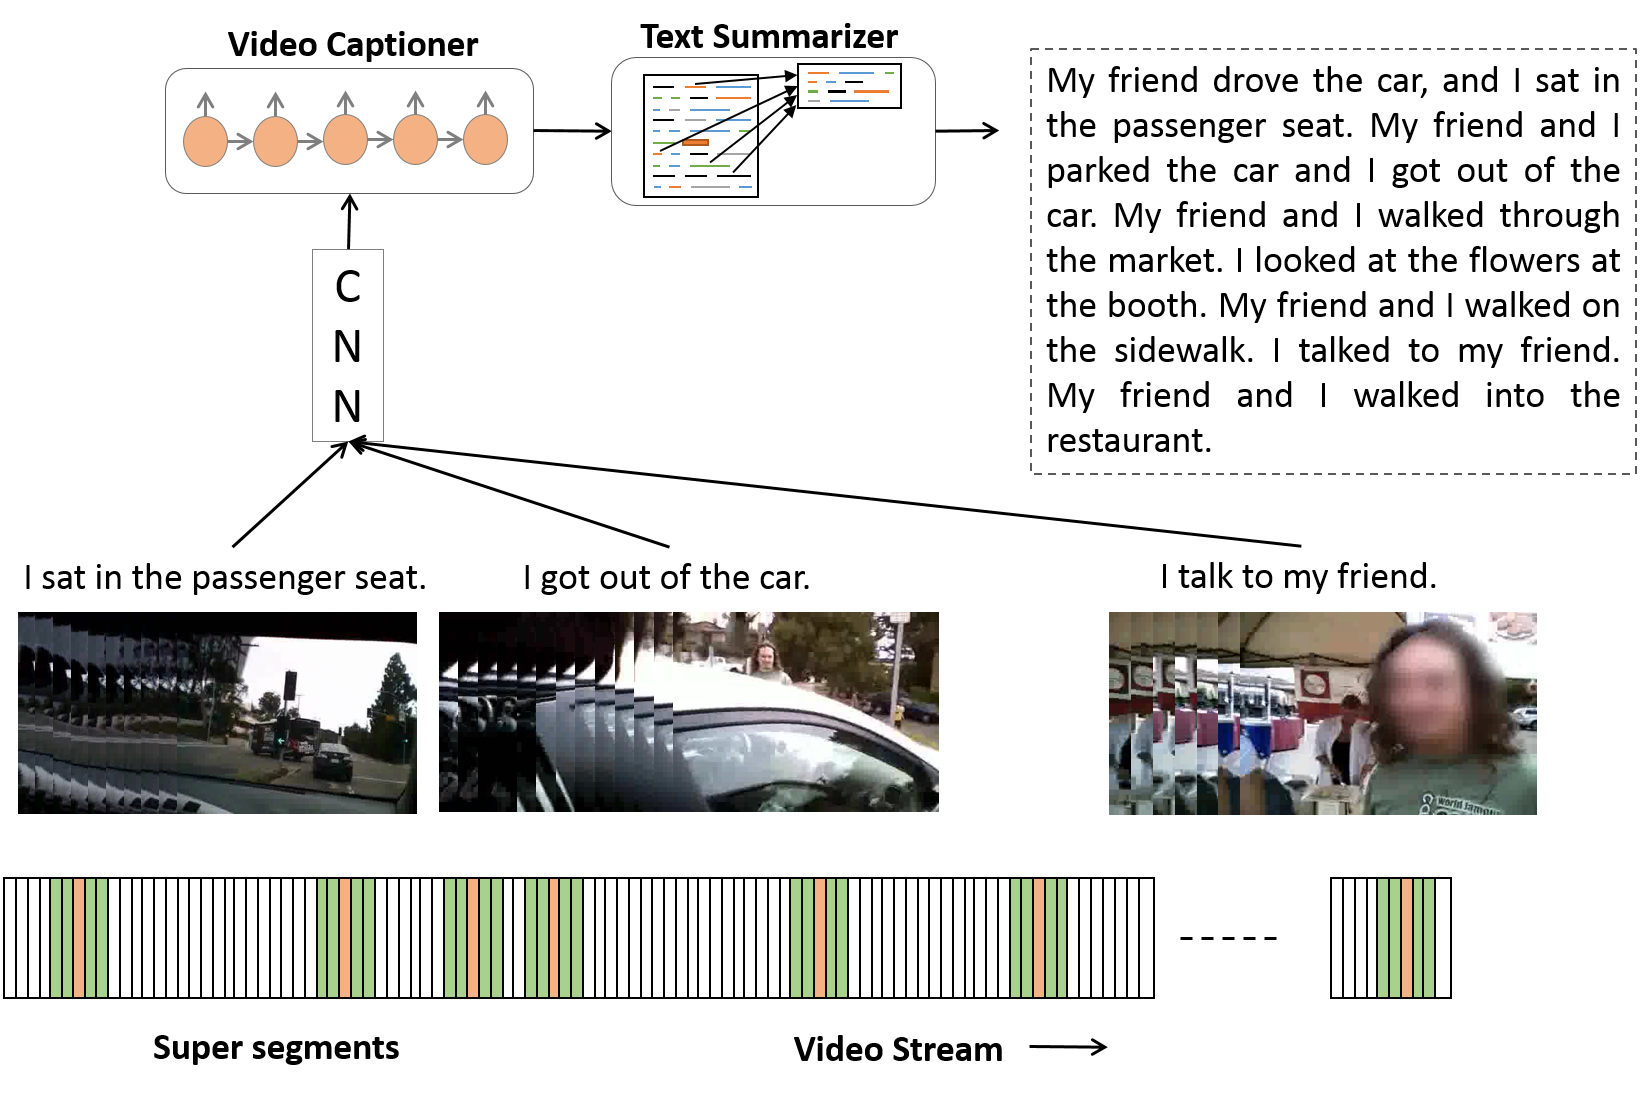 Video Captioner
Text Summarizer
My friend drove the car, and I sat in
the passenger seat. My friend and I
parked the car and I got out of the
car. My friend and I walked through
the market. I looked at the flowers at
the booth. My friend and I walked on
the sidewalk. I talked to my friend.
My friend and I walked into the
restaurant.
C
N
N
I sat in the passenger seat.
I got out of the car.
I talk to my friend.
world famous
Super segments
Video Stream